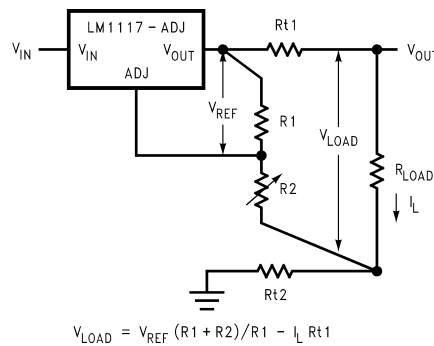 LM1117-ADJ
Rt1
V_IN
V_IN
V_OUT
V_OUT
ADJ
V_REF
R1
V_LOAD
R_LOAD
R2
I_L
Rt2
V_LOAD = V_REF (R1 + R2)/R1 - I_L Rt1